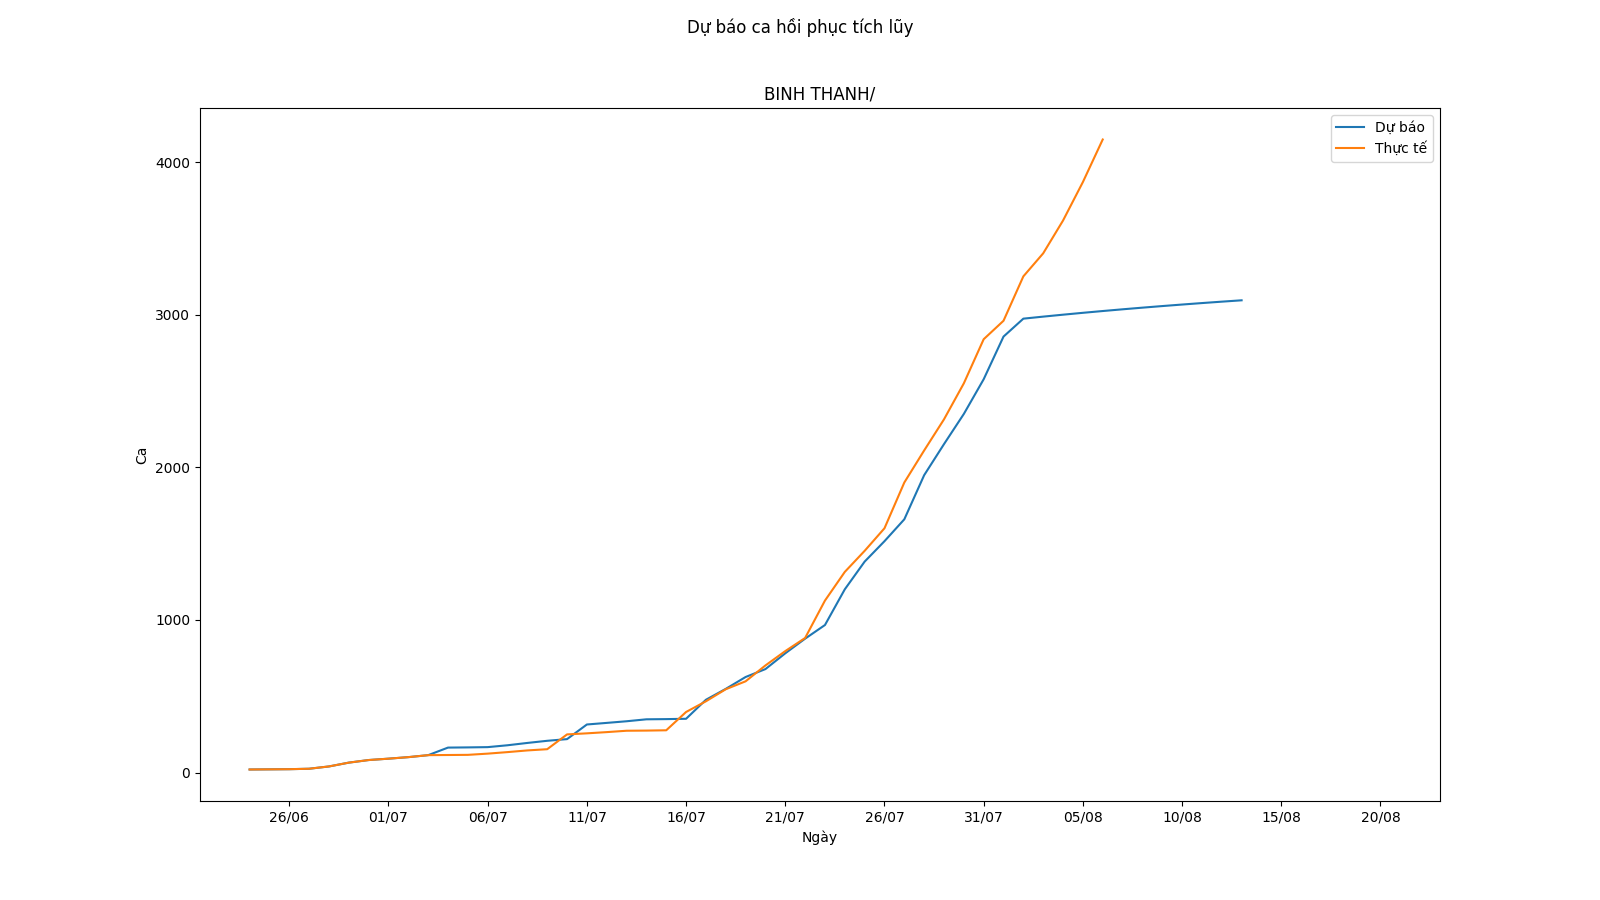 Dự báo ca hồi phục tích lũy
BINH THANH/
Dự báo
Thực tế
4000
3000
2000
1000
0
Ca
26/06 01/07 06/07 11/07 16/07 21/07 26/07 31/07 05/08 10/08 15/08 20/08
Ngày